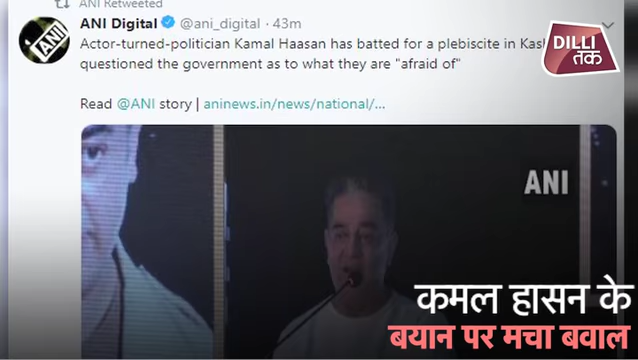 ANI Retweeted
ANI Digital @ani_digital · 43m
Actor-turned-politician Kamal Haasan has batted for a plebiscite in
questioned the government as to what they are "afraid of"
Read @ANI story | aninews.in/news/national/...
DILLI
तक
ANI
ANI
कमल हासन के
बयान पर मचा बवाल